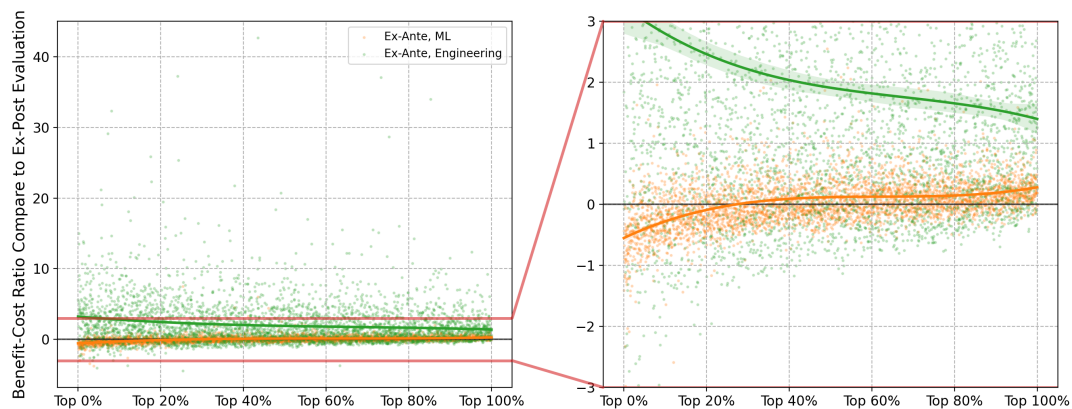 Benefit-Cost Ratio Compare to Ex-Post Evaluation
40
30
20
10
0
Ex-Ante, ML
Ex-Ante, Engineering
Top 0% Top 20% Top 40% Top 60% Top 80% Top 100%
3
2
1
0
−1
−2
−3
Top 0% Top 20% Top 40% Top 60% Top 80% Top 100%